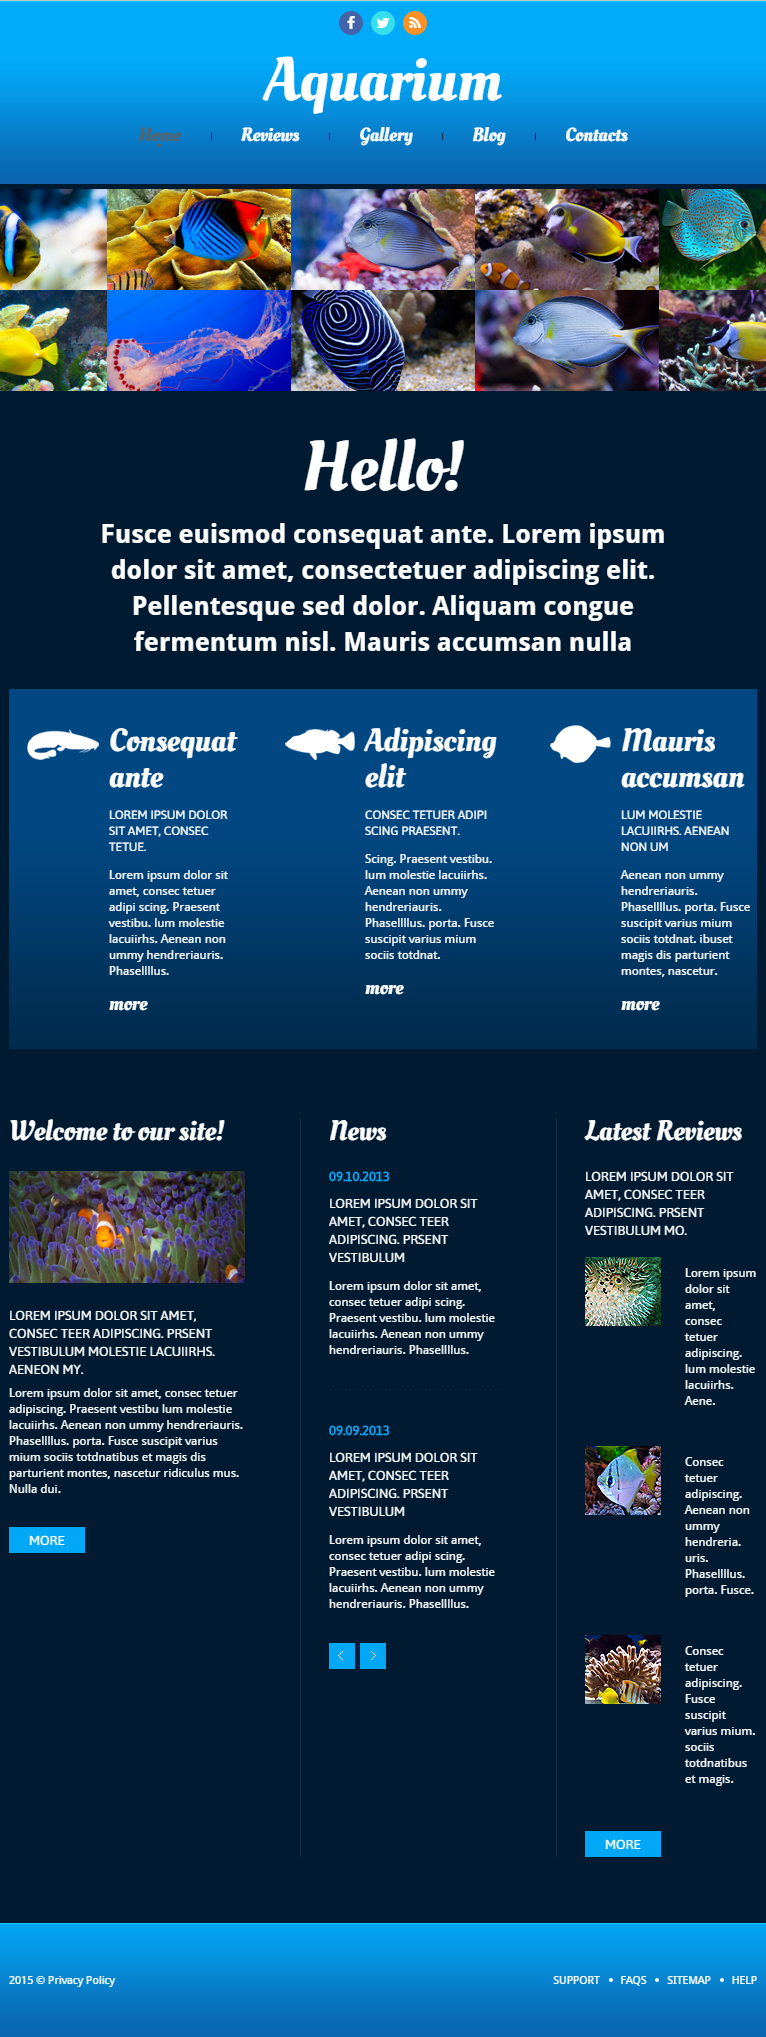 Aquarium
Home
Reviews
Gallery
Blog
Contacts
Hello!
Fusce euismod consequat ante. Lorem ipsum
dolor sit amet, consectetuer adipiscing elit.
Pellentesque sed dolor. Aliquam congue
fermentum nisl. Mauris accumsan nulla
Consequat
ante
LOREM IPSUM DOLOR
SIT AMET, CONSEC
TETUE.
Lorem ipsum dolor sit
amet, consec tetuer
adipi scing. Praesent
vestibu. lum molestie
lacuiirhs. Aenean non
ummy hendreriauris.
Phasellllus.
more
Adipiscing
elit
CONSEC TETUER ADIPI
SCING PRAESENT.
Scing. Praesent vestibu.
lum molestie lacuiirhs.
Aenean non ummy
hendreriauris.
Phasellllus. porta. Fusce
suscipit varius mium
sociis totdnat.
more
Mauris
accumsan
LUM MOLESTIE
LACUIIRHS. AENEAN
NON UM
Aenean non ummy
hendreriauris.
Phasellllus. porta. Fusce
suscipit varius mium
sociis totdnat. ibuset
magis dis parturient
montes, nascetur.
more
Welcome to our site!
LOREM IPSUM DOLOR SIT AMET,
CONSEC TEER ADIPISCING. PRSENT
VESTIBULUM MOLESTIE LACUIIRHS.
AENEON MY.
Lorem ipsum dolor sit amet, consec tetuer
adipiscing. Praesent vestibu lum molestie
lacuiirhs. Aenean non ummy hendreriauris.
Phasellllus. porta. Fusce suscipit varius
mium sociis totdnatibus et magis dis
parturient montes, nascetur ridiculus mus.
Nulla dui.
MORE
News
09.10.2013
LOREM IPSUM DOLOR SIT
AMET, CONSEC TEER
ADIPISCING. PRSENT
VESTIBULUM
Lorem ipsum dolor sit amet,
consec tetuer adipi scing.
Praesent vestibu. lum molestie
lacuiirhs. Aenean non ummy
hendreriauris. Phasellllus.
09.09.2013
LOREM IPSUM DOLOR SIT
AMET, CONSEC TEER
ADIPISCING. PRSENT
VESTIBULUM
Lorem ipsum dolor sit amet,
consec tetuer adipi scing.
Praesent vestibu. lum molestie
lacuiirhs. Aenean non ummy
hendreriauris. Phasellllus.
Latest Reviews
LOREM IPSUM DOLOR SIT
AMET, CONSEC TEER
ADIPISCING. PRSENT
VESTIBULUM MO.
Lorem ipsum
dolor sit
amet,
consec
tetuer
adipiscing.
lum molestie
lacuiirhs.
Aene.
Consec
tetuer
adipiscing.
Aenean non
ummy
hendreria.
uris.
Phasellllus.
porta. Fusce.
Consec
tetuer
adipiscing.
Fusce
suscipit
varius mium.
sociis
totdnatibus
et magis.
MORE
2015 © Privacy Policy
SUPPORT • FAQS • SITEMAP • HELP